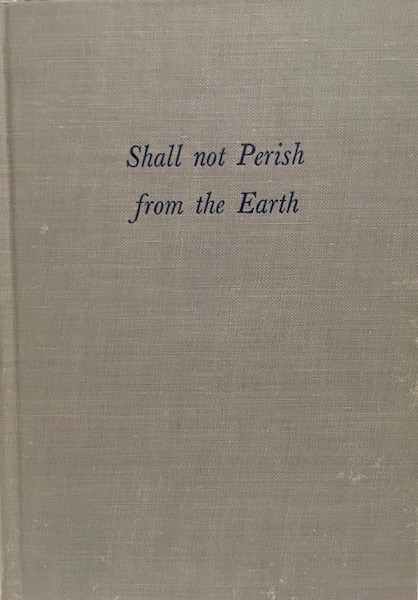 Shall not Perish
from the Earth